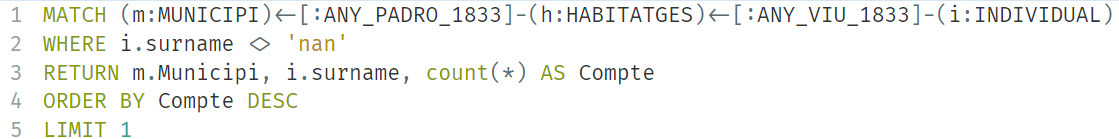 1 MATCH (m:MUNICIPI)<-[:ANY_PADRO_1833]-(h:HABITATGES)<-[:ANY_VIU_1833]-(i:INDIVIDUAL)
2 WHERE i.surname <> 'nan'
3 RETURN m.Municipi, i.surname, count(*) AS Compte
4 ORDER BY Compte DESC
5 LIMIT 1